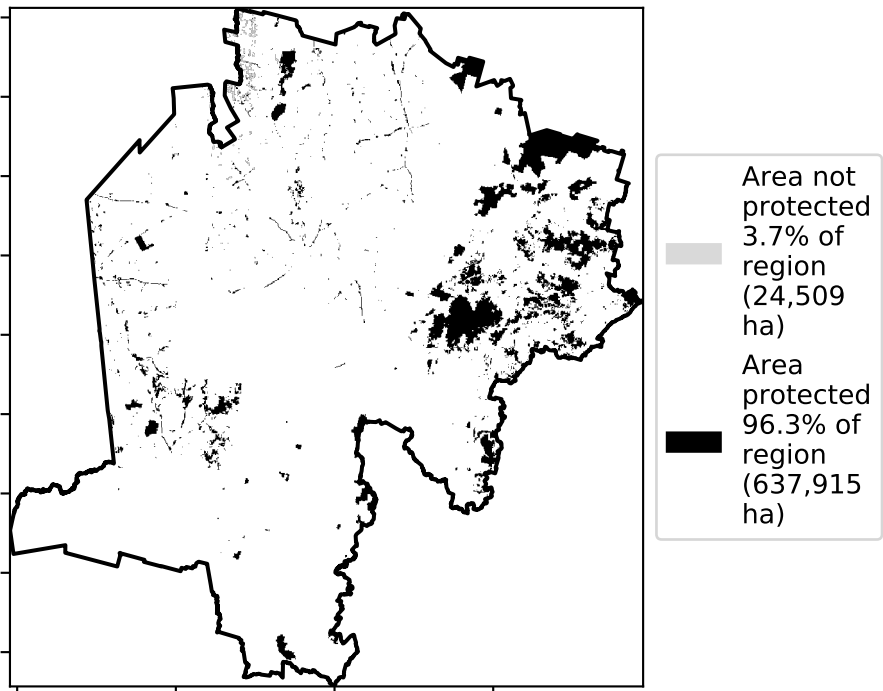 Area not
protected
3.7% of
region
(24,509
ha)
Area
protected
96.3% of
region
(637,915
ha)